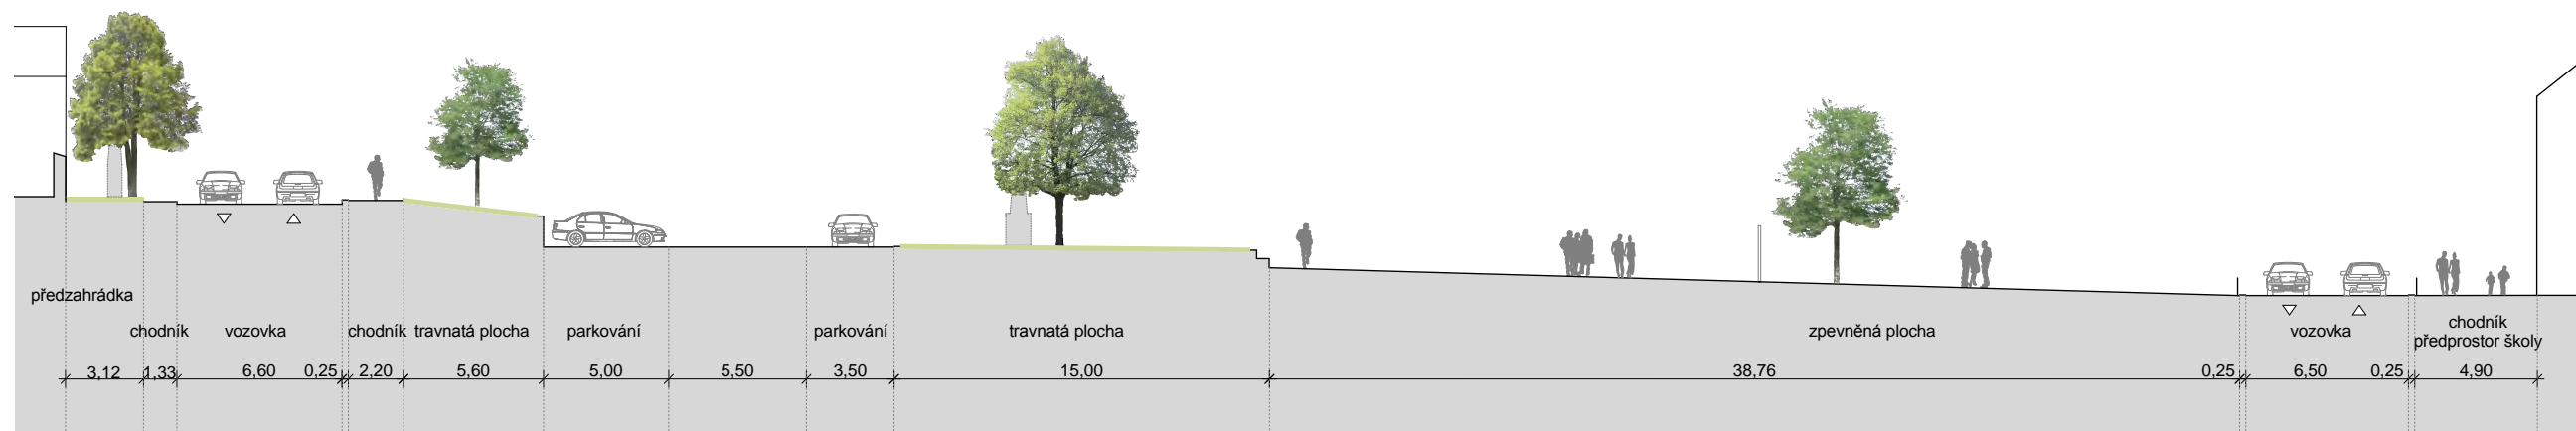 předzahrádka
chodník
vozovka
chodník
travnatá plocha
parkování
parkování
travnatá plocha
zpevněná plocha
vozovka
chodník
předprostor školy
3,12
1,33
6,60
0,25
2,20
5,60
5,00
5,50
3,50
15,00
38,76
0,25
6,50
0,25
4,90